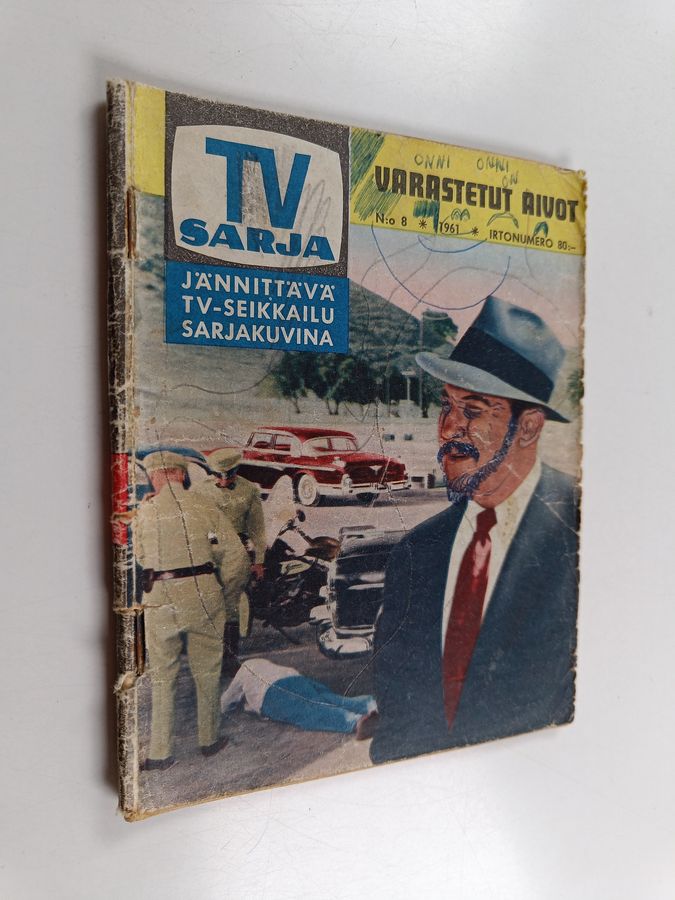 TV
SARJA
JÄNNITTÄVÄ
TV-SEIKKAILU
SARJAKUVINA
ONNI ONNI
ON
VARASTETUT AIVOT
N:o 8 * 1961 * IRTONUMERO 80:-